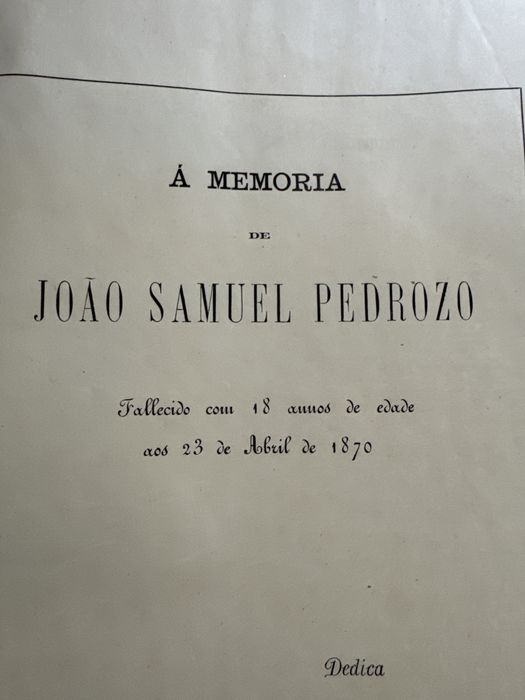 Á MEMORIA
DE
JOÃO SAMUEL PEDROZO
Fallecido com 18 annos de edade
aos 23 de Abril de 1870
Dedica